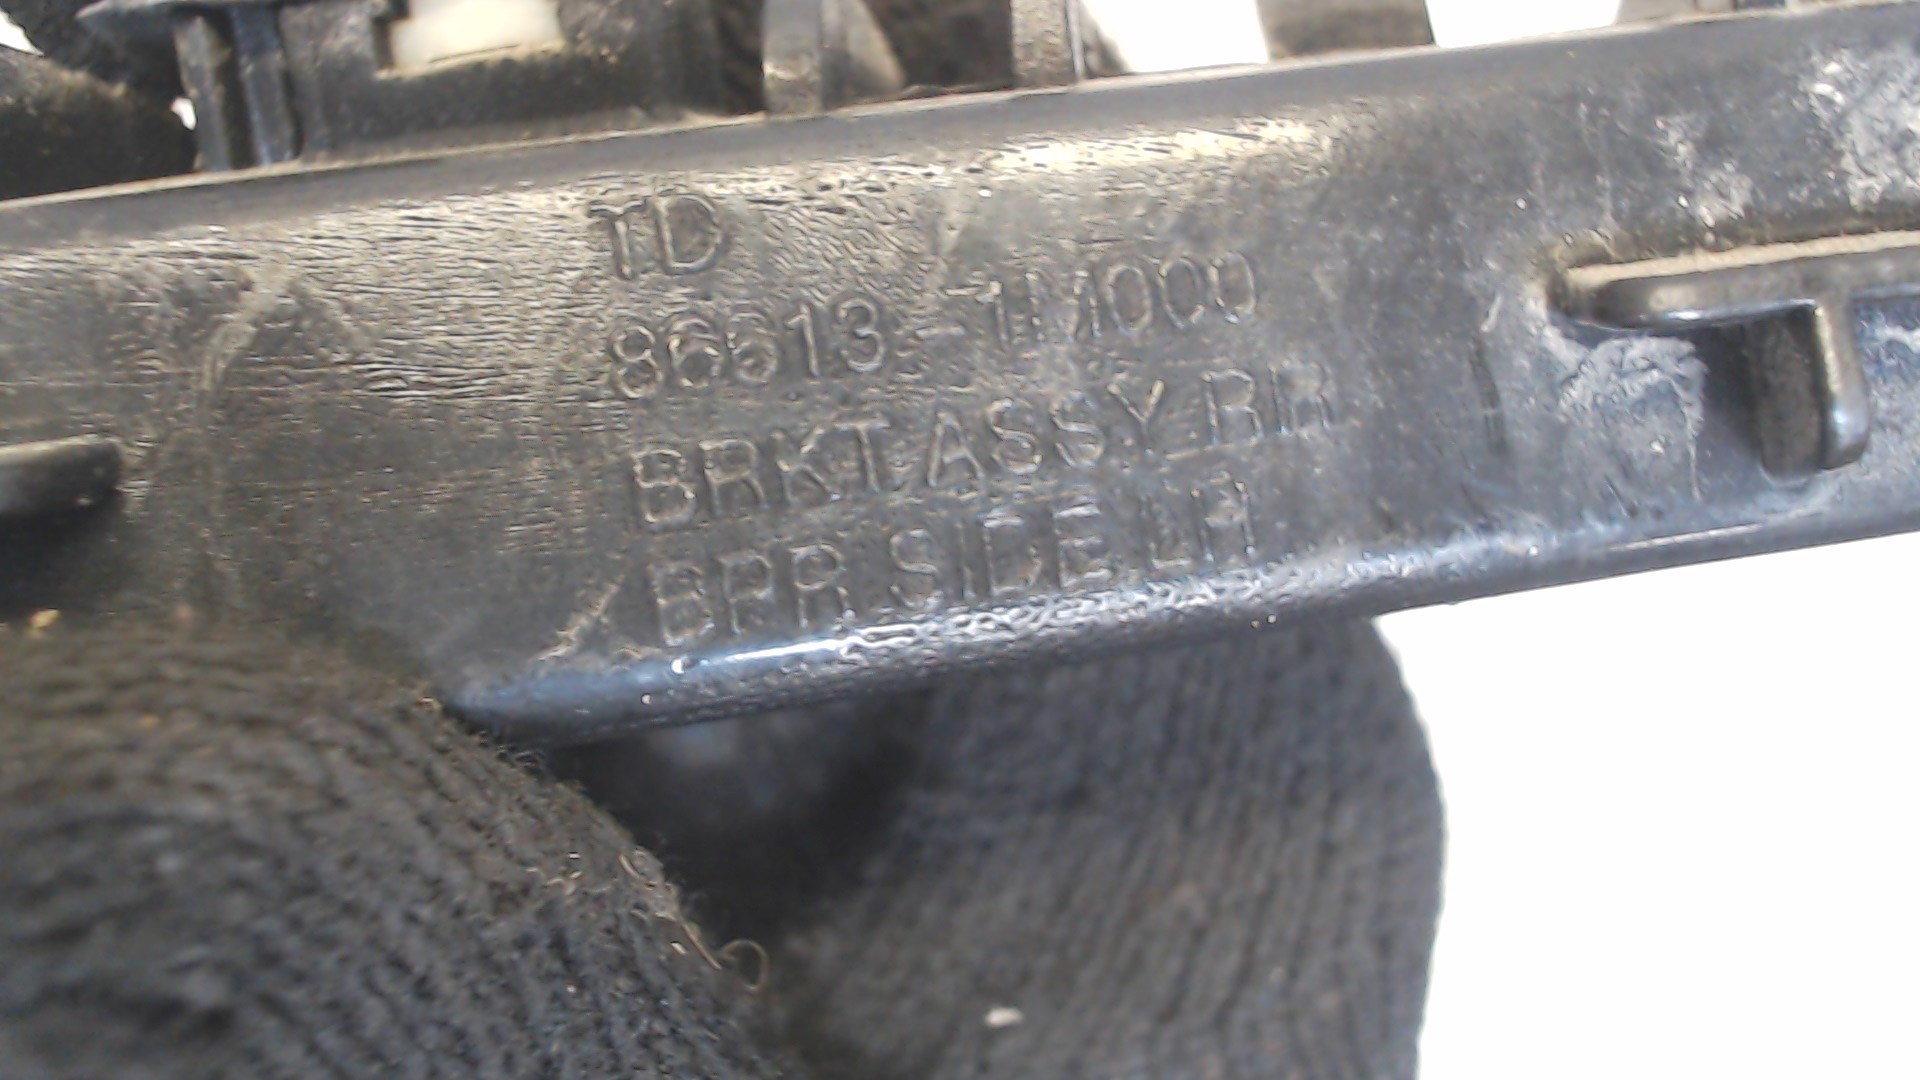 TD
86613-1M000
BRKT ASSY RR
BPR SIDE LH